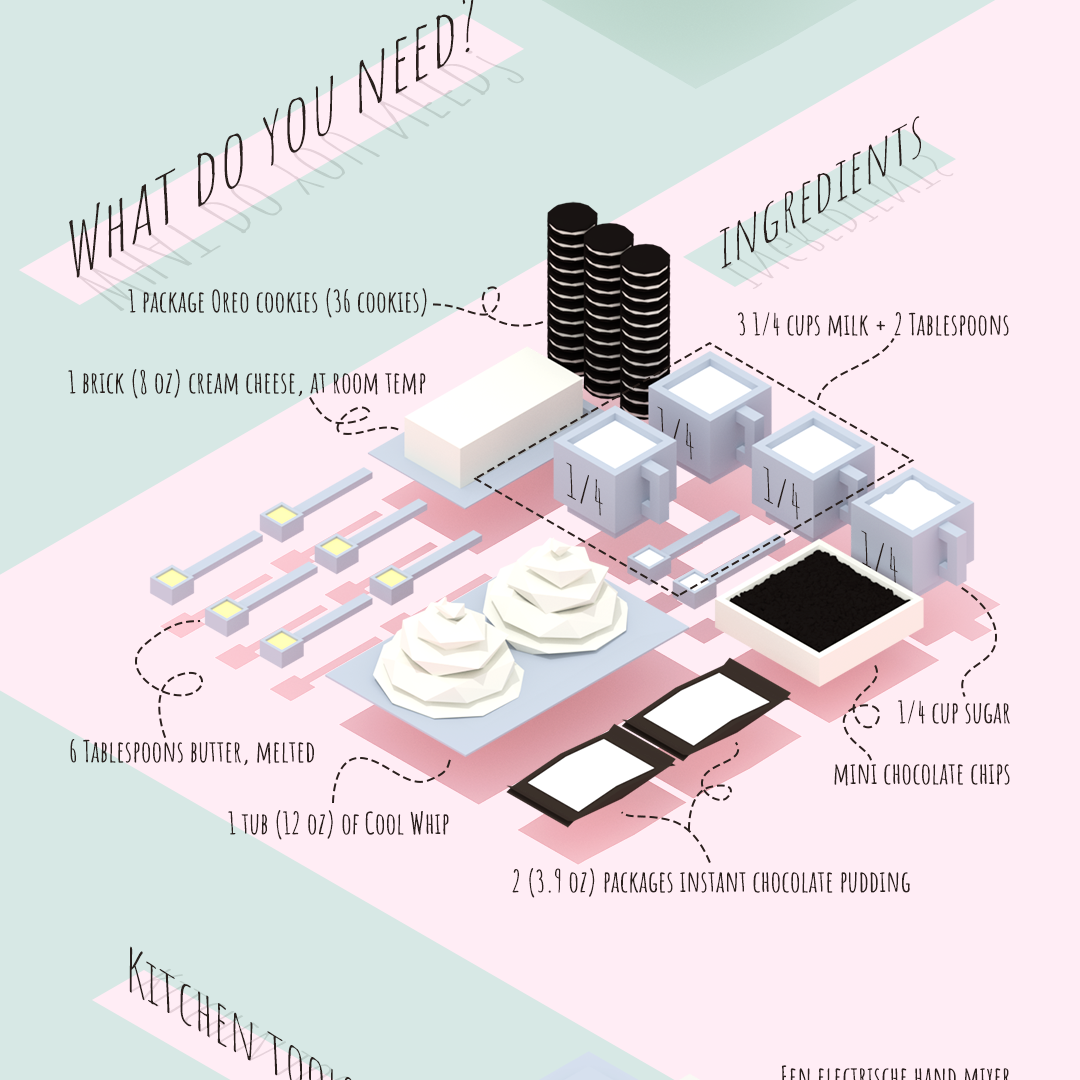 What do you need?
Ingredients
1 package Oreo cookies (36 cookies)
3 1/4 cups milk + 2 Tablespoons
1 brick (8 oz) cream cheese, at room temp
1/4
1/4
1/4
1/4
1/4 cup sugar
6 Tablespoons butter, melted
mini chocolate chips
1 tub (12 oz) of Cool Whip
2 (3.9 oz) packages instant chocolate pudding
Kitchen tools
Een electrische hand mixer